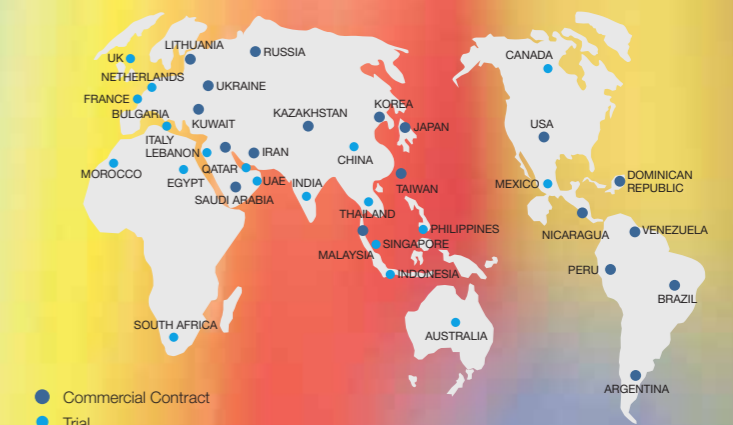 LITHUANIA
RUSSIA
UK
NETHERLANDS
UKRAINE
FRANCE
BULGARIA
KUWAIT
KAZAKHSTAN
KOREA
JAPAN
ITALY
LEBANON
IRAN
CHINA
MOROCCO
QATAR
EGYPT
UAE
INDIA
TAIWAN
SAUDI ARABIA
THAILAND
PHILIPPINES
SINGAPORE
MALAYSIA
INDONESIA
SOUTH AFRICA
AUSTRALIA
CANADA
USA
MEXICO
DOMINICAN
REPUBLIC
NICARAGUA
VENEZUELA
PERU
BRAZIL
ARGENTINA
Commercial Contract
Trial